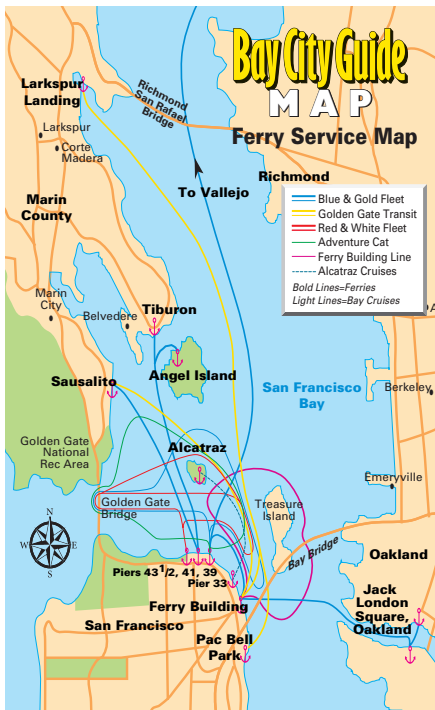 Bay City Guide
MAP
Ferry Service Map
Larkspur
Landing
Richmond
San Rafael
Bridge
Larkspur
Corte
Madera
To Vallejo
Richmond
Marin
County
Blue & Gold Fleet
Golden Gate Transit
Red & White Fleet
Adventure Cat
Ferry Building Line
Alcatraz Cruises
Bold Lines=Ferries
Light Lines=Bay Cruises
Marin
City
Belvedere
Tiburon
Angel Island
Sausalito
San Francisco
Bay
Berkeley
Golden Gate
National
Rec Area
Alcatraz
Emeryville
Golden Gate
Bridge
Treasure
Island
N
W
E
S
Bay Bridge
Oakland
Piers 43 1/2, 41, 39
Pier 33
Jack
London
Square,
Oakland
Ferry Building
San Francisco
Pac Bell
Park